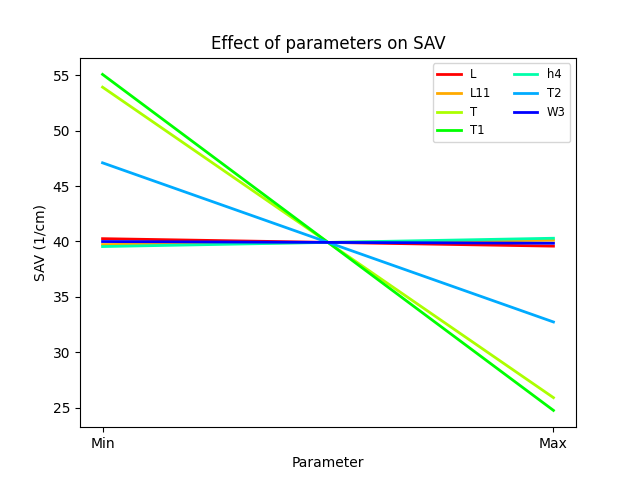 Effect of parameters on SAV
SAV (1/cm)
55
50
45
40
35
30
25
L
L11
T
T1
h4
T2
W3
Min
Max
Parameter